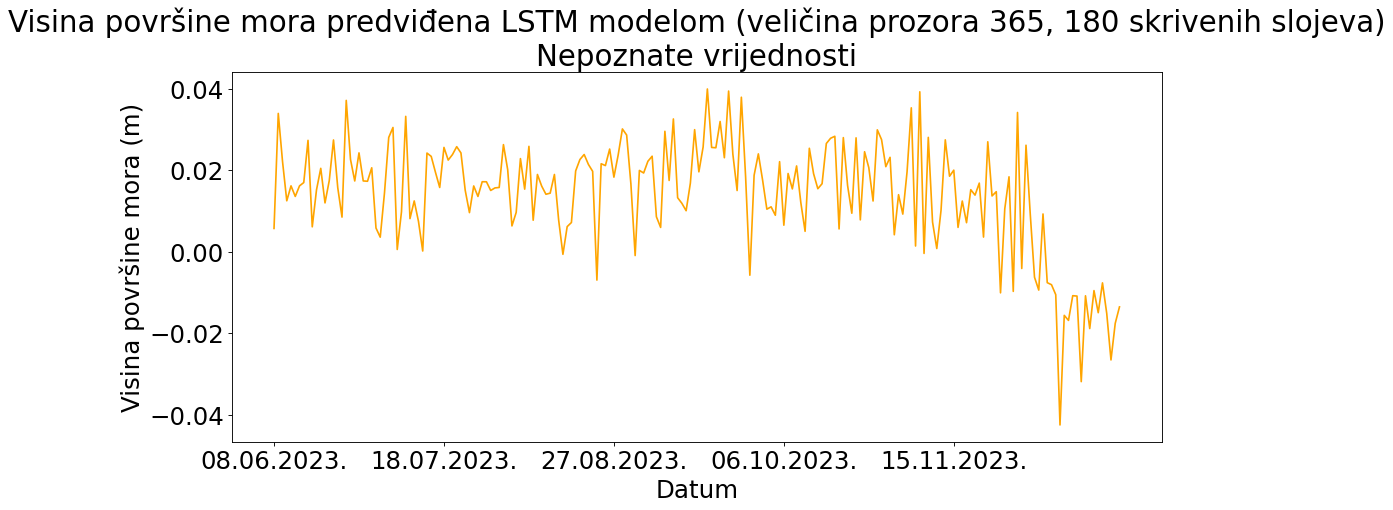 Visina površine mora predviđena LSTM modelom (veličina prozora 365, 180 skrivenih slojeva)
Nepoznate vrijednosti
Visina površine mora (m)
0.04
0.02
0.00
−0.02
−0.04
08.06.2023. 18.07.2023. 27.08.2023. 06.10.2023. 15.11.2023.
Datum